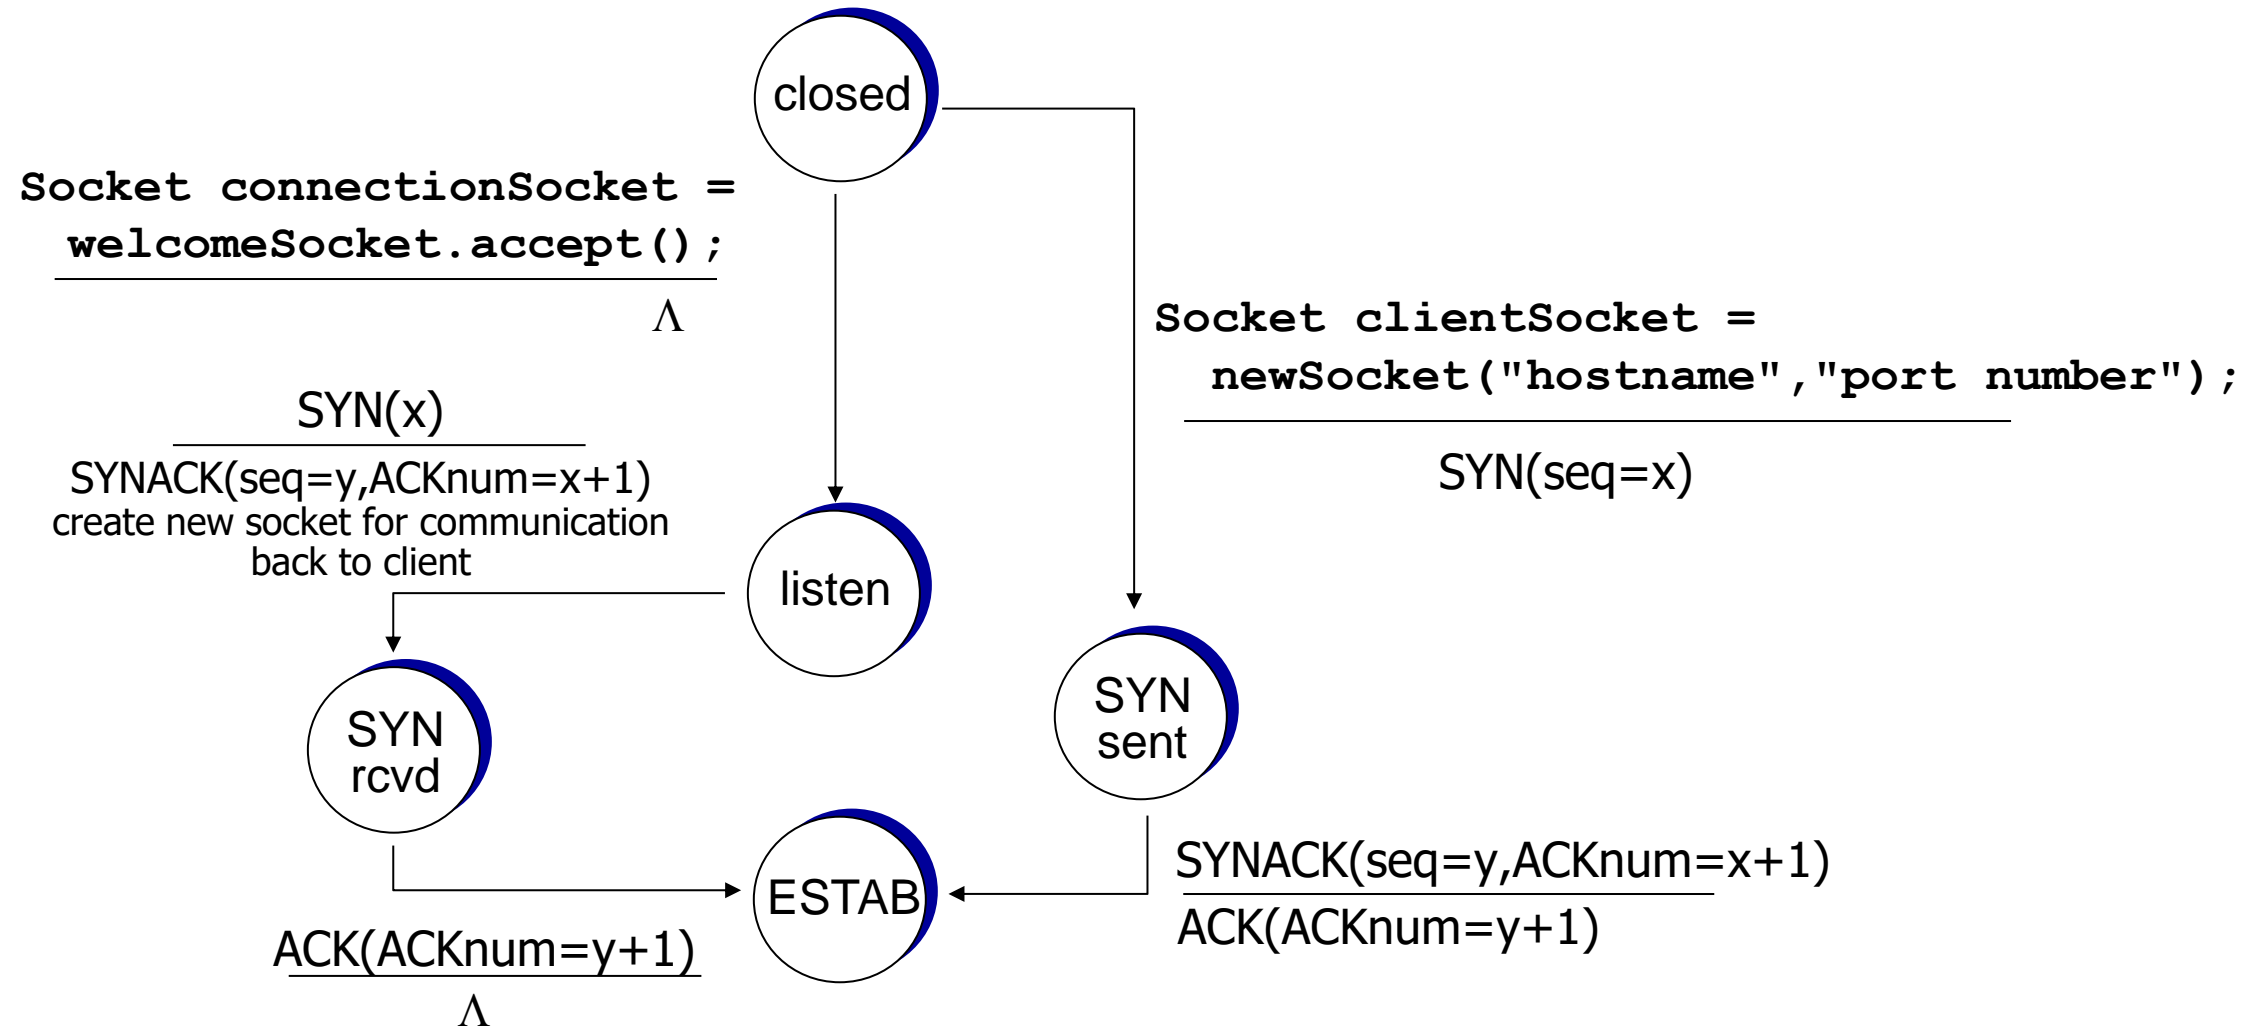 closed
Socket connectionSocket =
welcomeSocket.accept();
Λ
Socket clientSocket =
newSocket("hostname","port number");
SYN(seq=x)
SYN(x)
SYNACK(seq=y,ACKnum=x+1)
create new socket for communication
back to client
listen
SYN
rcvd
SYN
sent
ESTAB
SYNACK(seq=y,ACKnum=x+1)
ACK(ACKnum=y+1)
ACK(ACKnum=y+1)
Λ